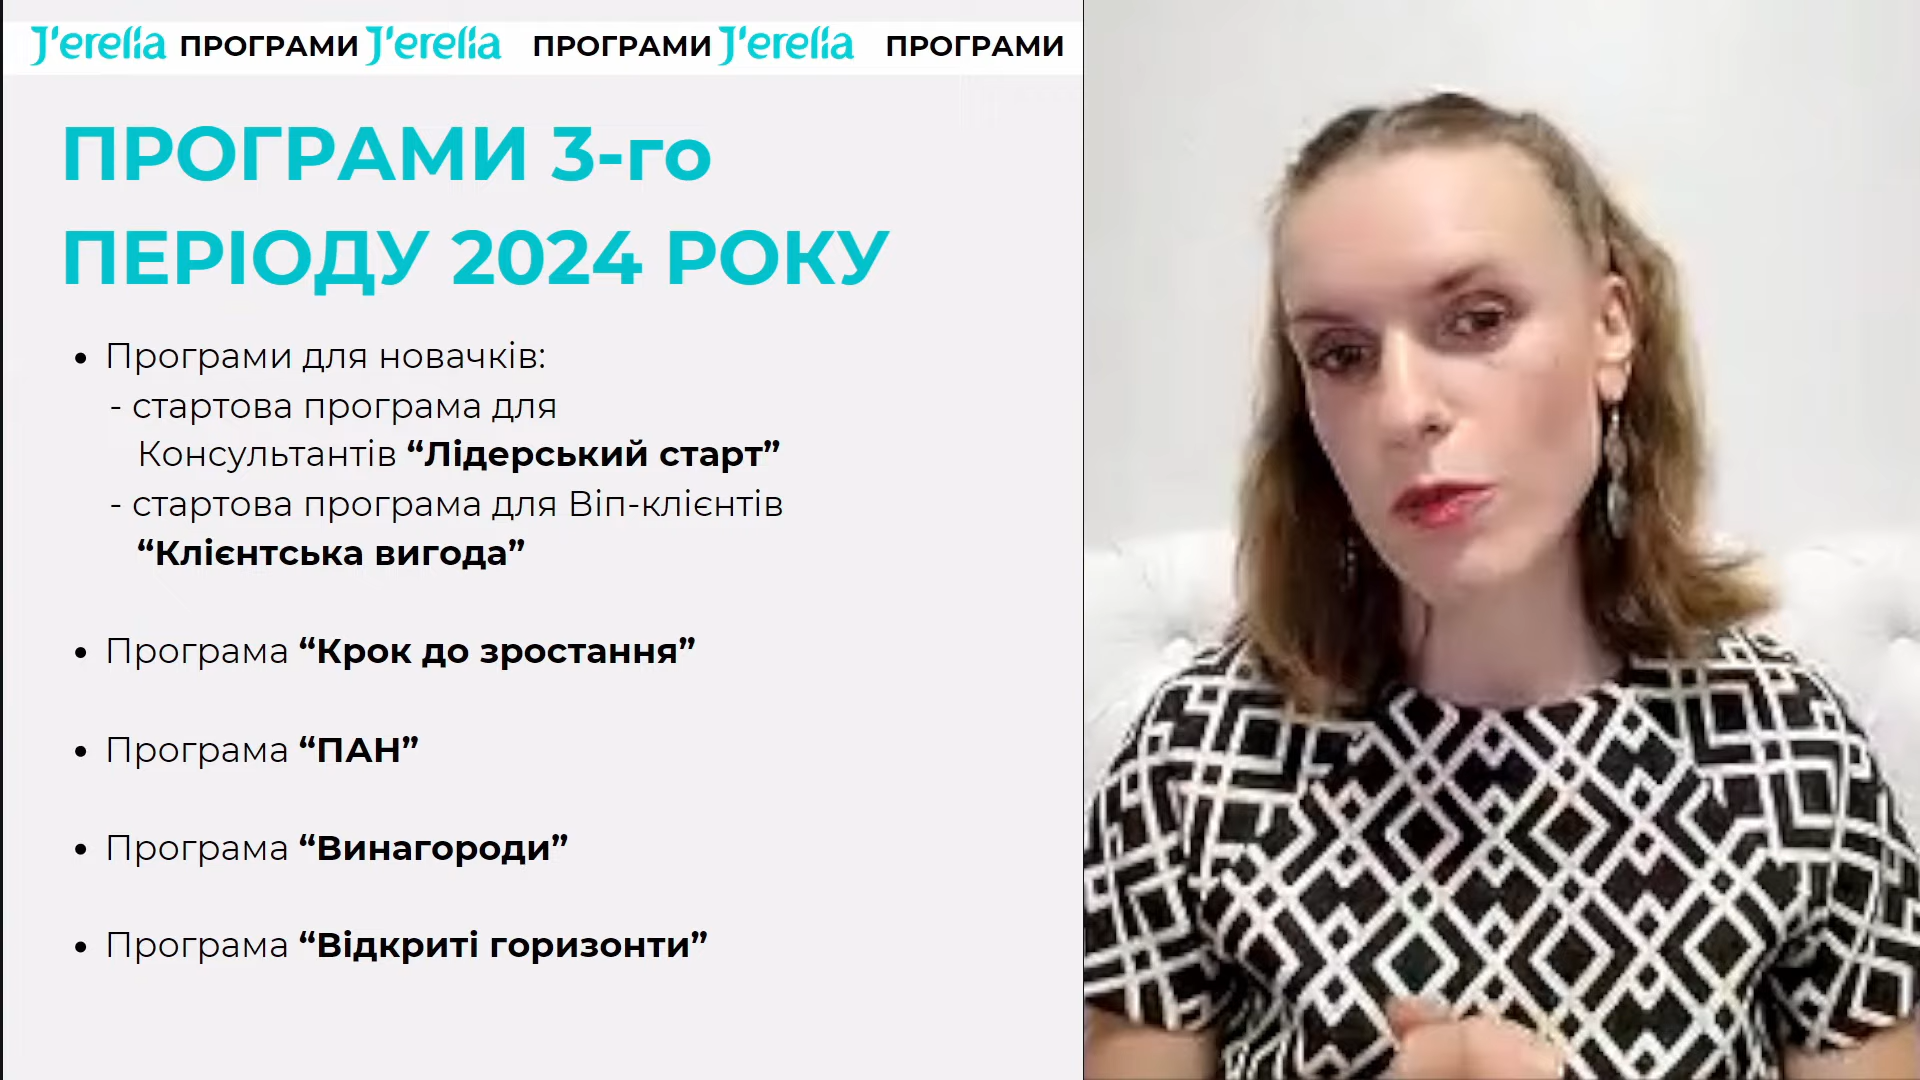 J'erelia ПРОГРАМИ J'erelia ПРОГРАМИ J'erelia ПРОГРАМИ
ПРОГРАМИ 3-го
ПЕРІОДУ 2024 РОКУ
• Програми для новачків:
- стартова програма для
Консультантів “Лідерський старт”
- стартова програма для Віп-клієнтів
“Клієнтська вигода”
• Програма “Крок до зростання”
• Програма “ПАН”
• Програма “Винагороди”
• Програма “Відкриті горизонти”